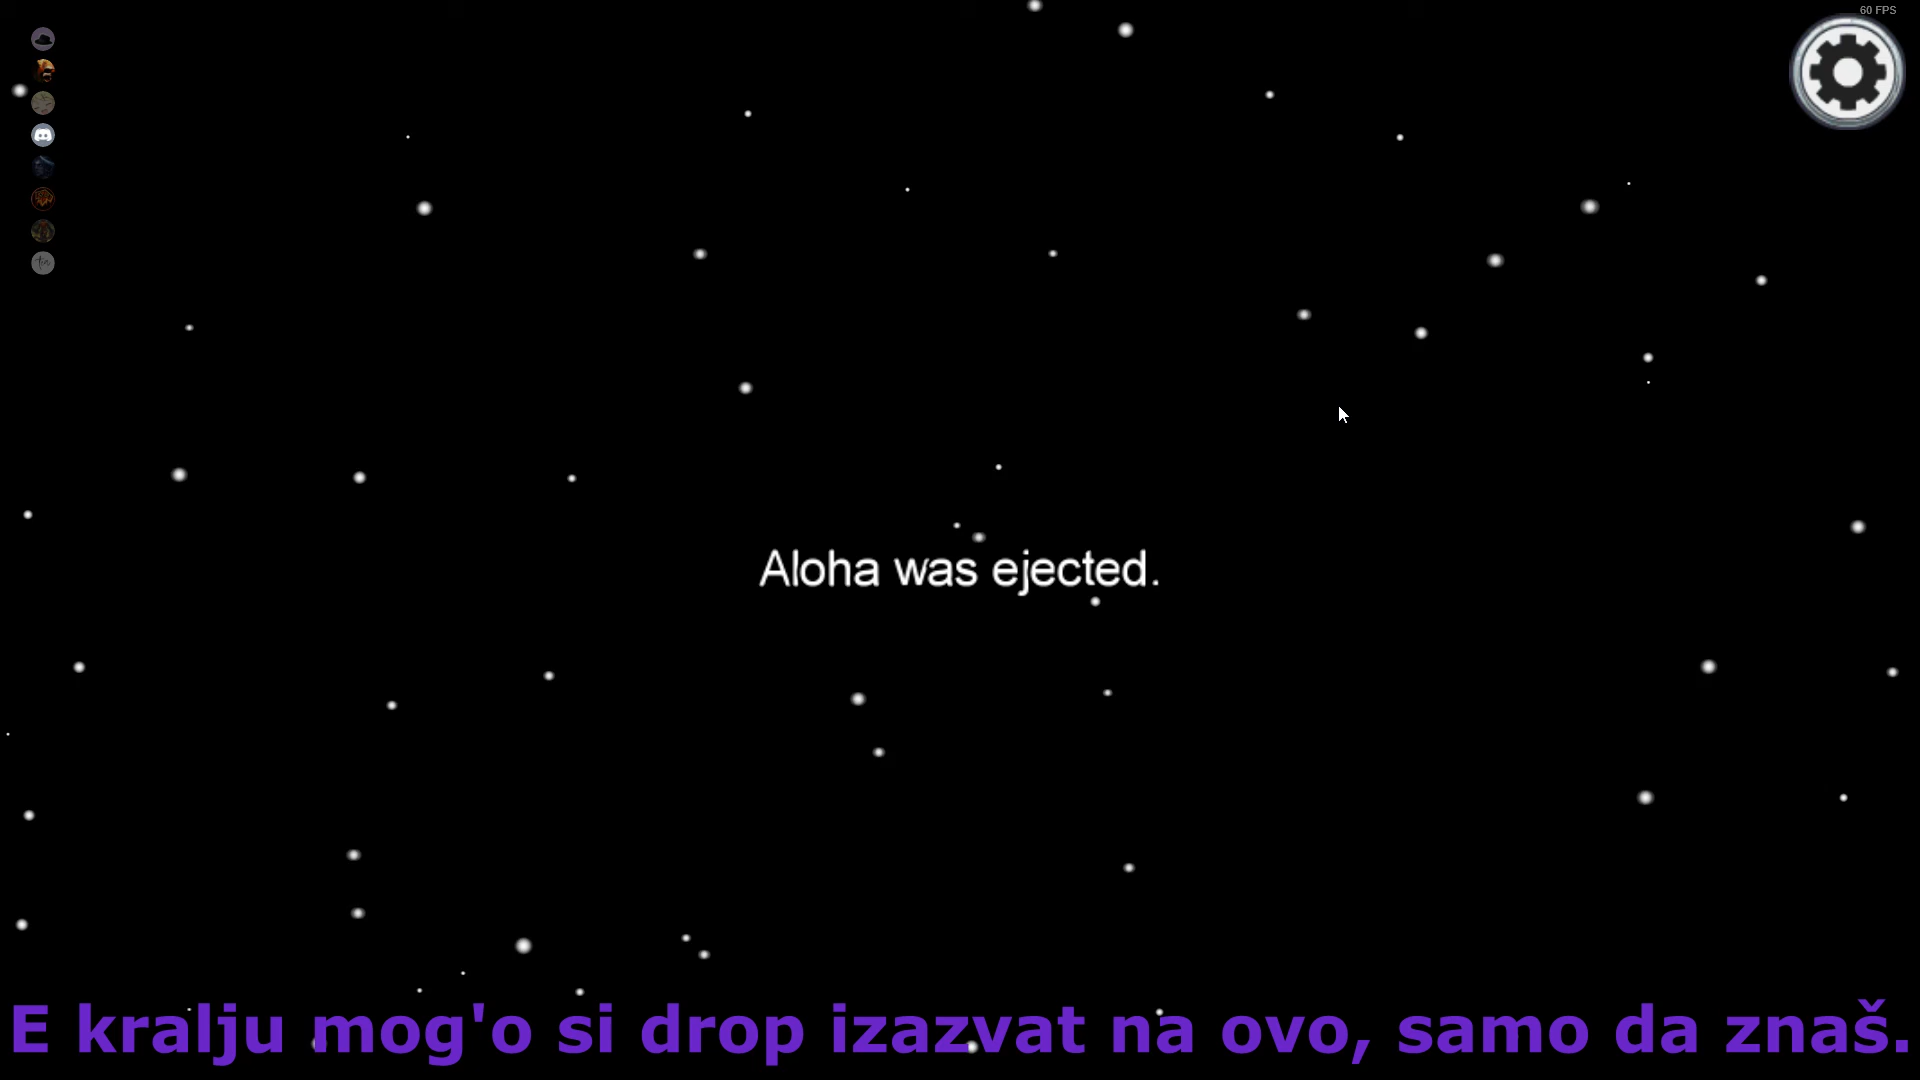 60 FPS
Aloha was ejected.
E kralju mog'o si drop izazvat na ovo, samo da znaš.